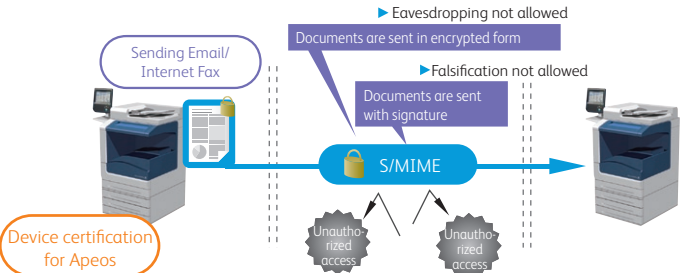 ▶ Eavesdropping not allowed
Documents are sent in encrypted form
Sending Email/
Internet Fax
▶Falsification not allowed
Documents are sent
with signature
S/MIME
Device certification
for Apeos
Unautho-
rized
access
Unautho-
rized
access